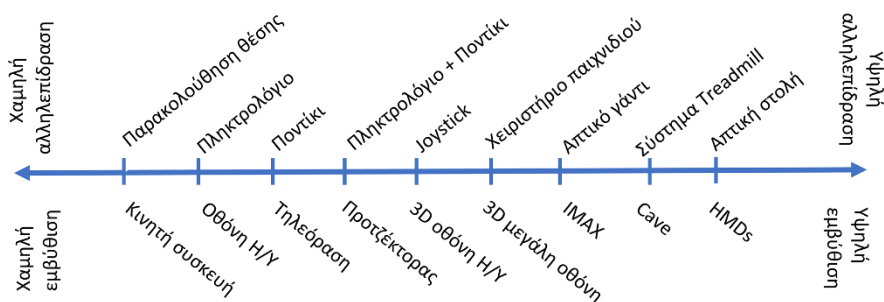 Χαμηλή
αλληλεπίδραση
Παρακολούθηση θέσης
Πληκτρολόγιο
Ποντίκι
Πληκτρολόγιο + Ποντίκι
Joystick
Χειριστήριο παιχνιδιού
Απτικό γάντι
Σύστημα Treadmill
Απτική στολή
Υψηλή
αλληλεπίδραση
Χαμηλή
εμβύθιση
Κινητή συσκευή
Οθόνη Η/Υ
Τηλεόραση
Προτζέκτορας
3D οθόνη Η/Υ
3D μεγάλη οθόνη
IMAX
Cave
HMDs
Υψηλή
εμβύθιση